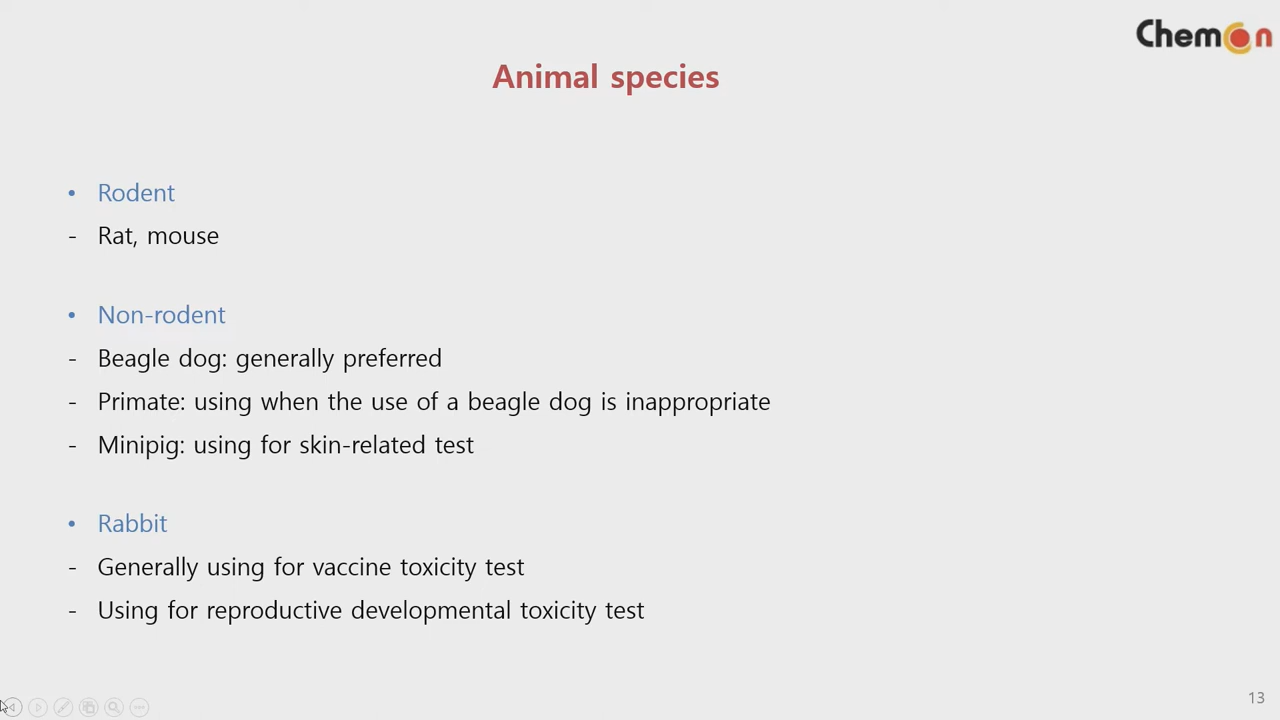 ChemOn
Animal species
• Rodent
- Rat, mouse
• Non-rodent
- Beagle dog: generally preferred
- Primate: using when the use of a beagle dog is inappropriate
- Minipig: using for skin-related test
• Rabbit
- Generally using for vaccine toxicity test
- Using for reproductive developmental toxicity test
13